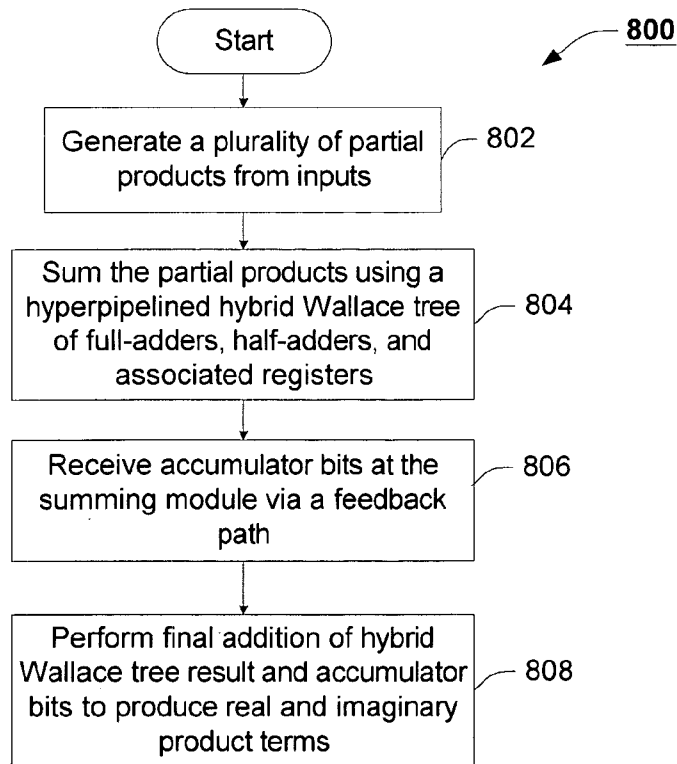 Start
800
Generate a plurality of partial
products from inputs
802
Sum the partial products using a
hyperpipelined hybrid Wallace tree
of full-adders, half-adders, and
associated registers
804
Receive accumulator bits at the
summing module via a feedback
path
806
Perform final addition of hybrid
Wallace tree result and accumulator
bits to produce real and imaginary
product terms
808